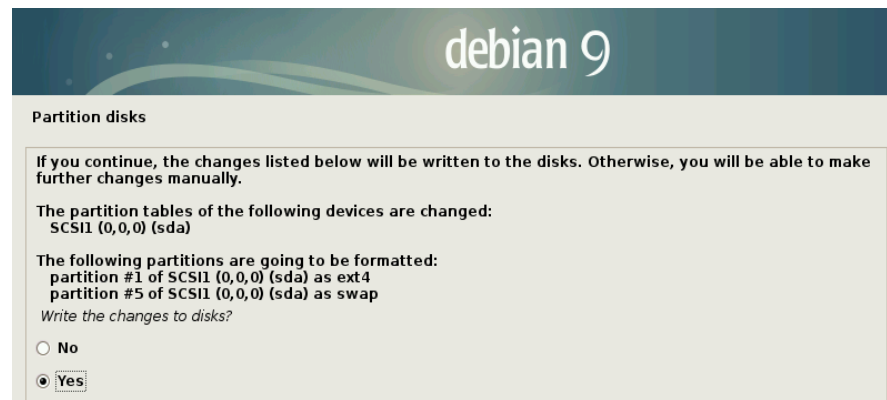 debian 9
Partition disks
If you continue, the changes listed below will be written to the disks. Otherwise, you will be able to make
further changes manually.
The partition tables of the following devices are changed:
SCSI1 (0,0,0) (sda)
The following partitions are going to be formatted:
partition #1 of SCSI1 (0,0,0) (sda) as ext4
partition #5 of SCSI1 (0,0,0) (sda) as swap
Write the changes to disks?
No
Yes